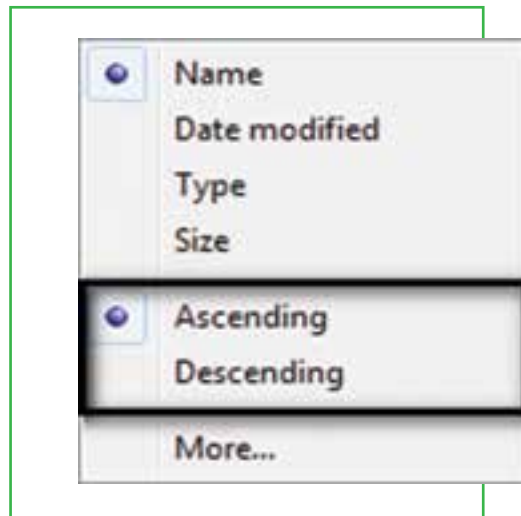 Name
Date modified
Type
Size
Ascending
Descending
More...